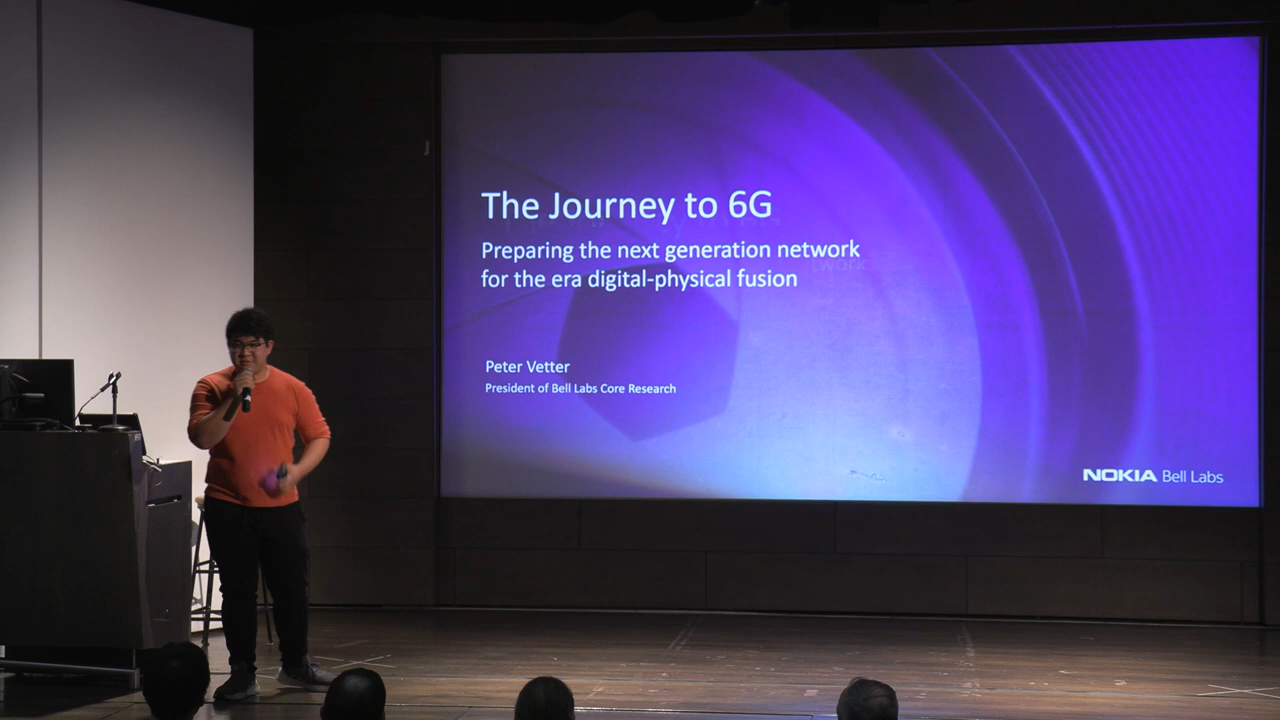 The Journey to 6G
Preparing the next generation network
for the era digital-physical fusion
Peter Vetter
President of Bell Labs Core Research
NOKIA Bell Labs